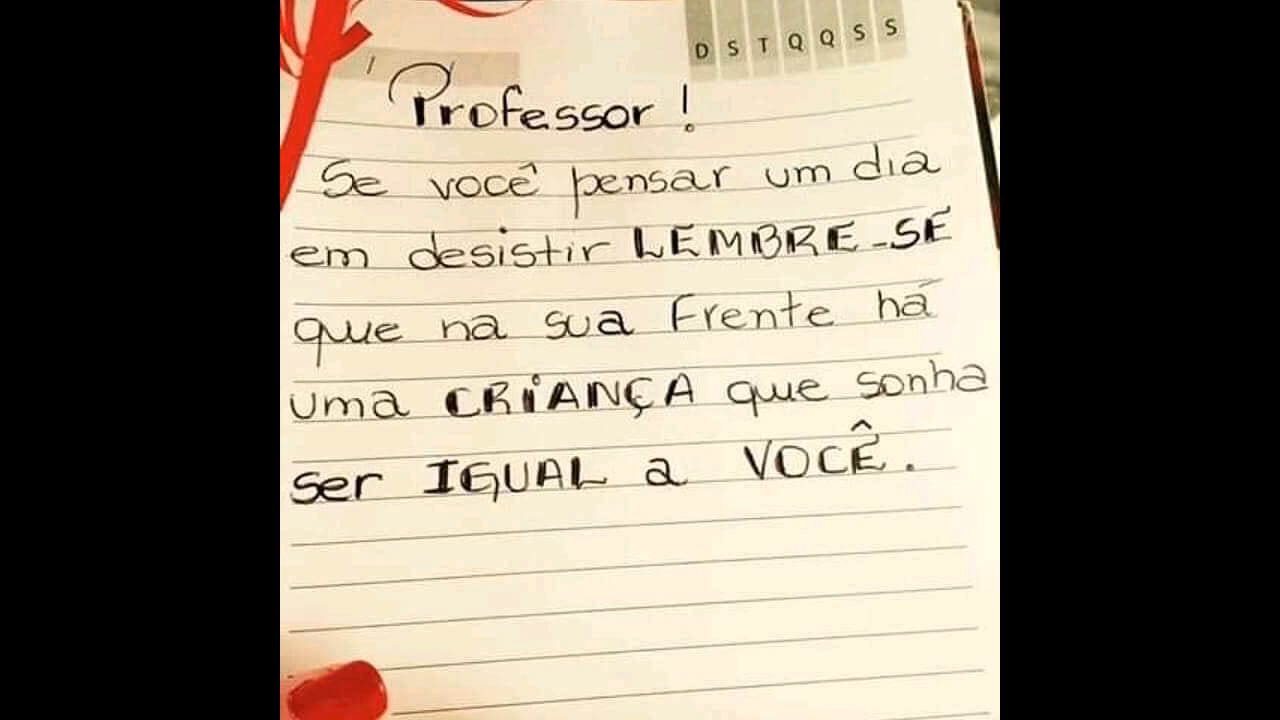 D S T Q Q S S
Professor!
Se você pensar um dia
em desistir LEMBRE-SE
que na sua frente há
uma CRIANÇA que sonha
ser IGUAL a VOCÊ.